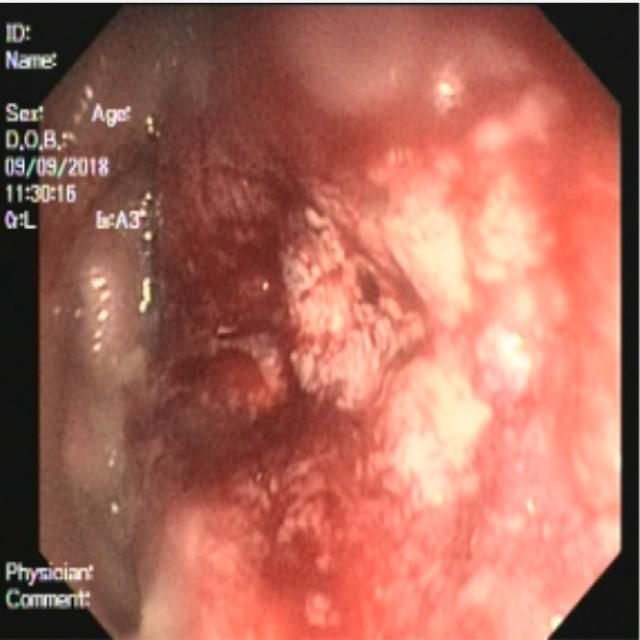 ID:
Name:
Sex: Age:
D.O.B.:
09/09/2018
11:30:16
Physician:
Comment: